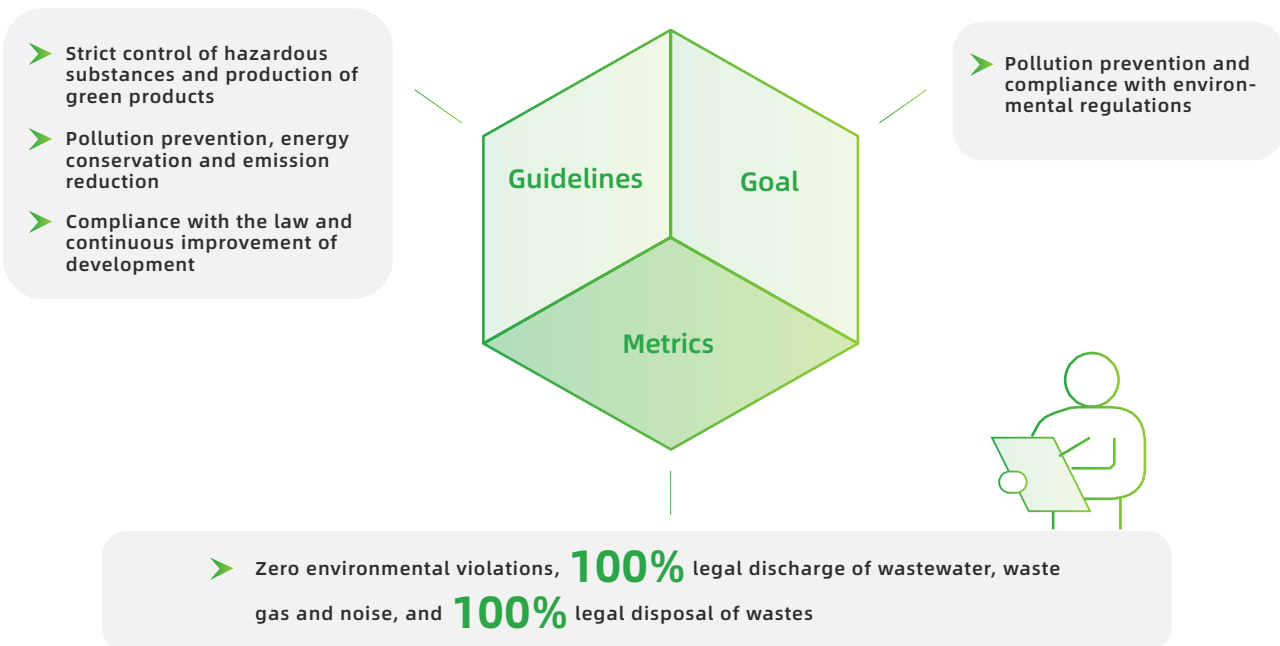 Strict control of hazardous
substances and production of
green products
Pollution prevention, energy
conservation and emission
reduction
Compliance with the law and
continuous improvement of
development
Guidelines
Goal
Pollution prevention and
compliance with environ-
mental regulations
Metrics
Zero environmental violations, 100% legal discharge of wastewater, waste
gas and noise, and 100% legal disposal of wastes